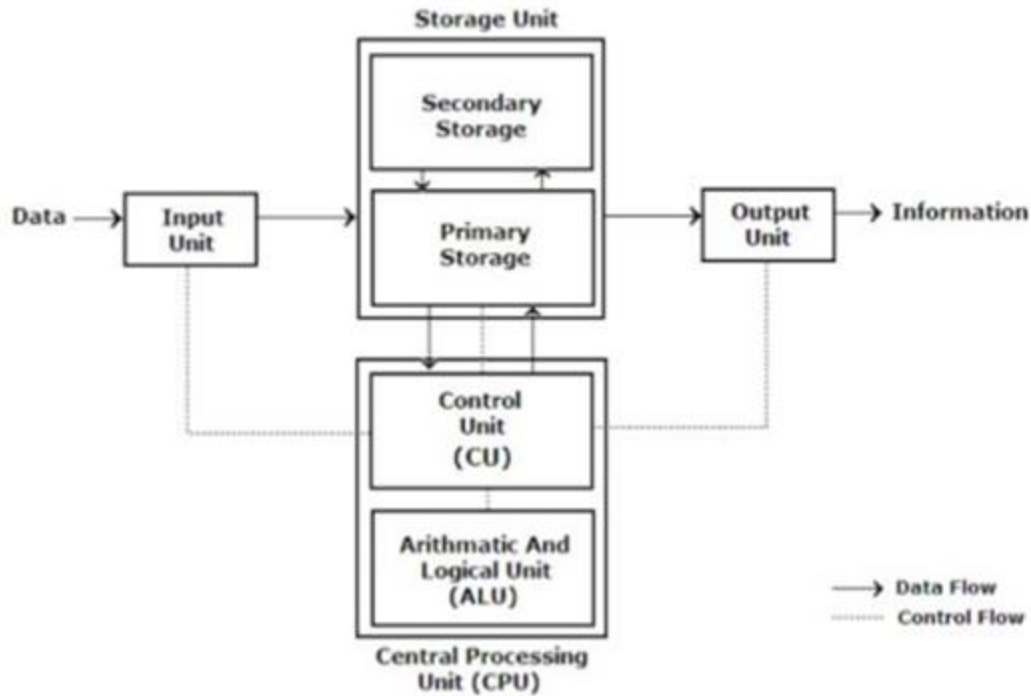 Storage Unit
Secondary
Storage
Data
Input
Unit
Primary
Storage
Output
Unit
Information
Control
Unit
(CU)
Arithmatic And
Logical Unit
(ALU)
Data Flow
Control Flow
Central Processing
Unit (CPU)